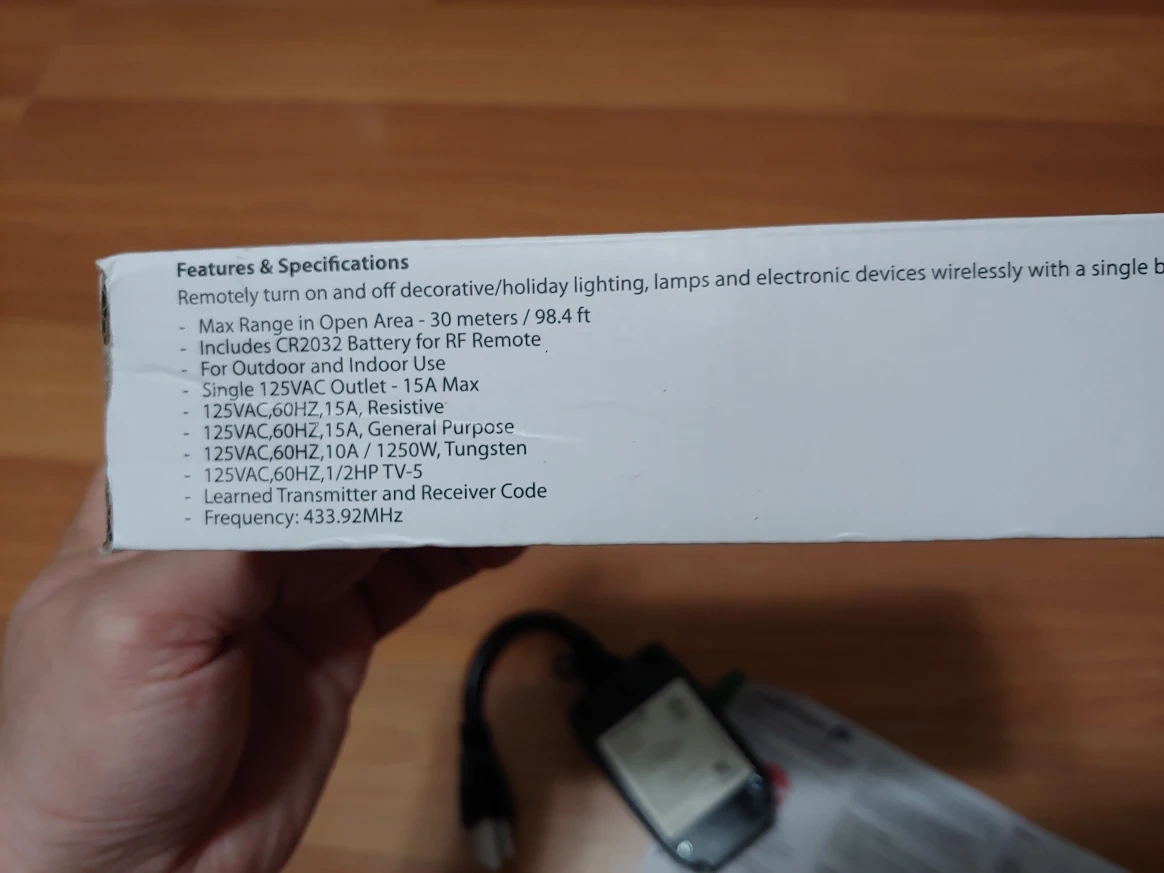 Features & Specifications
Remotely turn on and off decorative/holiday lighting, lamps and electronic devices wirelessly with a single
- Max Range in Open Area - 30 meters / 98.4 ft
- Includes CR2032 Battery for RF Remote
- For Outdoor and Indoor Use
- Single 125VAC Outlet - 15A Max
- 125VAC,60HZ,15A, Resistive
- 125VAC,60HZ,15A, General Purpose
- 125VAC,60HZ,10A / 1250W, Tungsten
- 125VAC,60HZ,1/2HP TV-5
- Learned Transmitter and Receiver Code
- Frequency: 433.92MHz